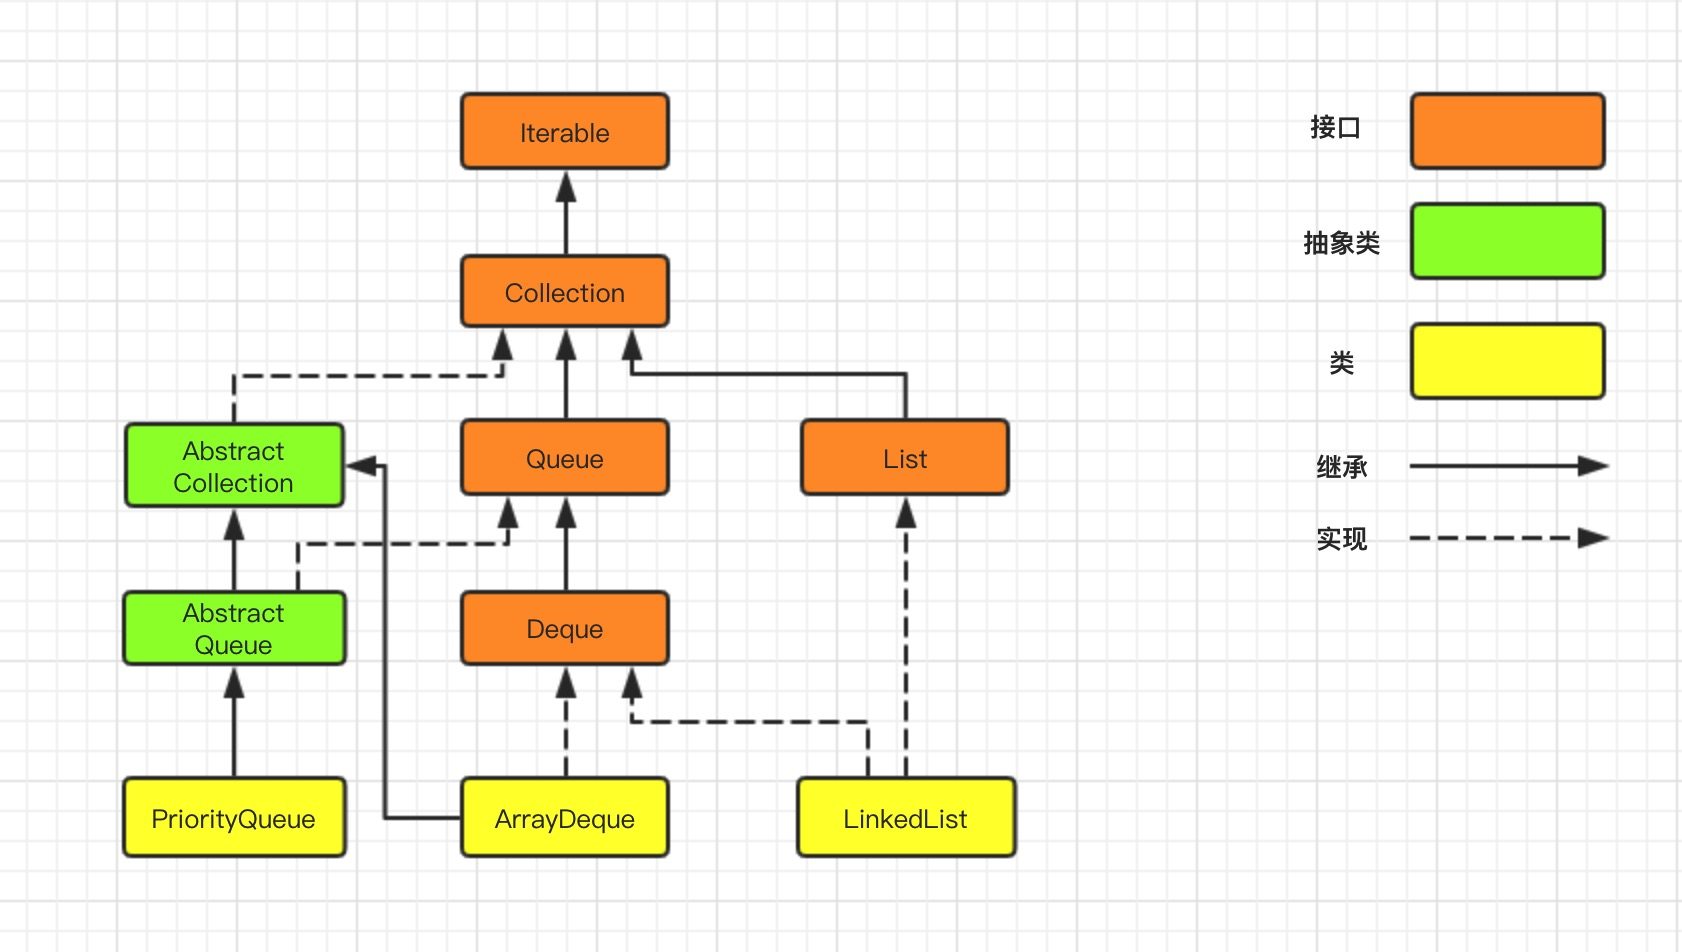 Iterable
接口
Collection
抽象类
类
Abstract
Collection
Queue
List
继承
实现
Abstract
Queue
Deque
PriorityQueue
ArrayDeque
LinkedList